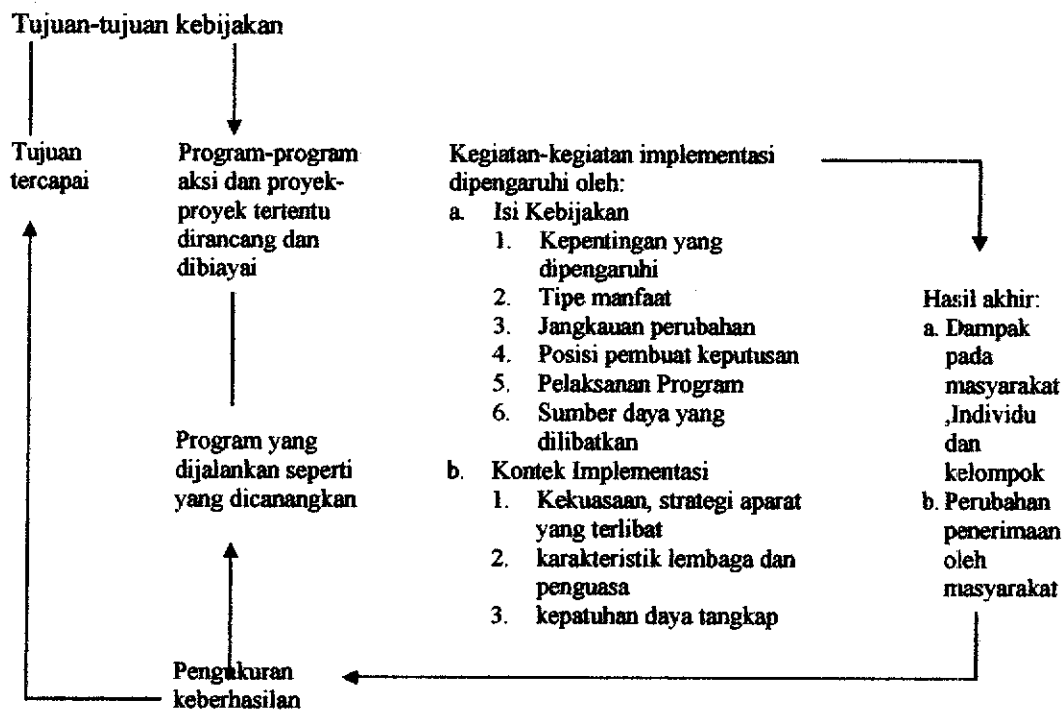 Tujuan-tujuan kebijakan
Tujuan
tercapai
Program-program
aksi dan proyek-
proyek tertentu
dirancang dan
dibiayai
Program yang
dijalankan seperti
yang dicanangkan
Kegiatan-kegiatan implementasi
dipengaruhi oleh:
a. Isi Kebijakan
1. Kepentingan yang
dipengaruhi
2. Tipe manfaat
3. Jangkauan perubahan
4. Posisi pembuat keputusan
5. Pelaksanan Program
6. Sumber daya yang
dilibatkan
b. Kontek Implementasi
1. Kekuasaan, strategi aparat
yang terlibat
2. karakteristik lembaga dan
penguasa
3. kepatuhan daya tangkap
Hasil akhir:
a. Dampak
pada
masyarakat
,Individu
dan
kelompok
b. Perubahan
penerimaan
oleh
masyarakat
Pengukuran
keberhasilan